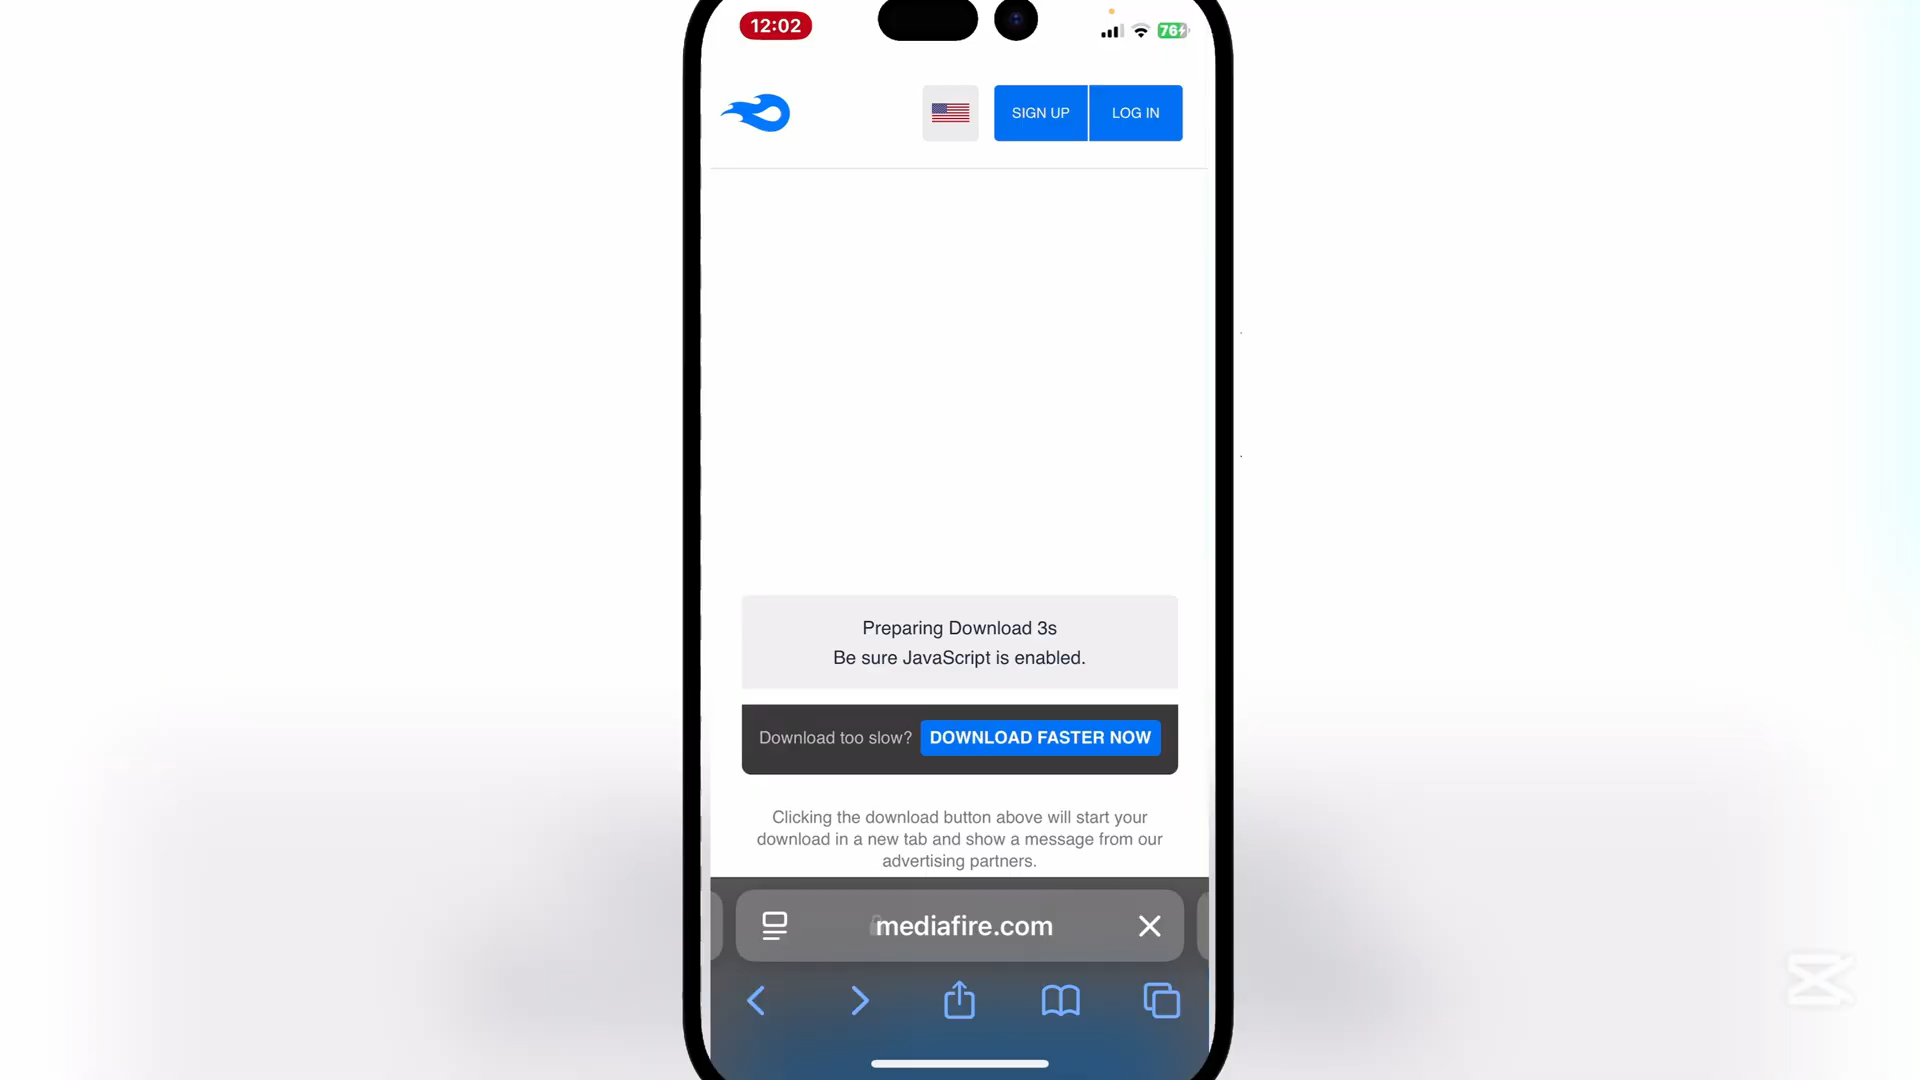 12:02
76
SIGN UP
LOG IN
Preparing Download 3s
Be sure JavaScript is enabled.
Download too slow? DOWNLOAD FASTER NOW
Clicking the download button above will start your
download in a new tab and show a message from our
advertising partners.
mediafire.com